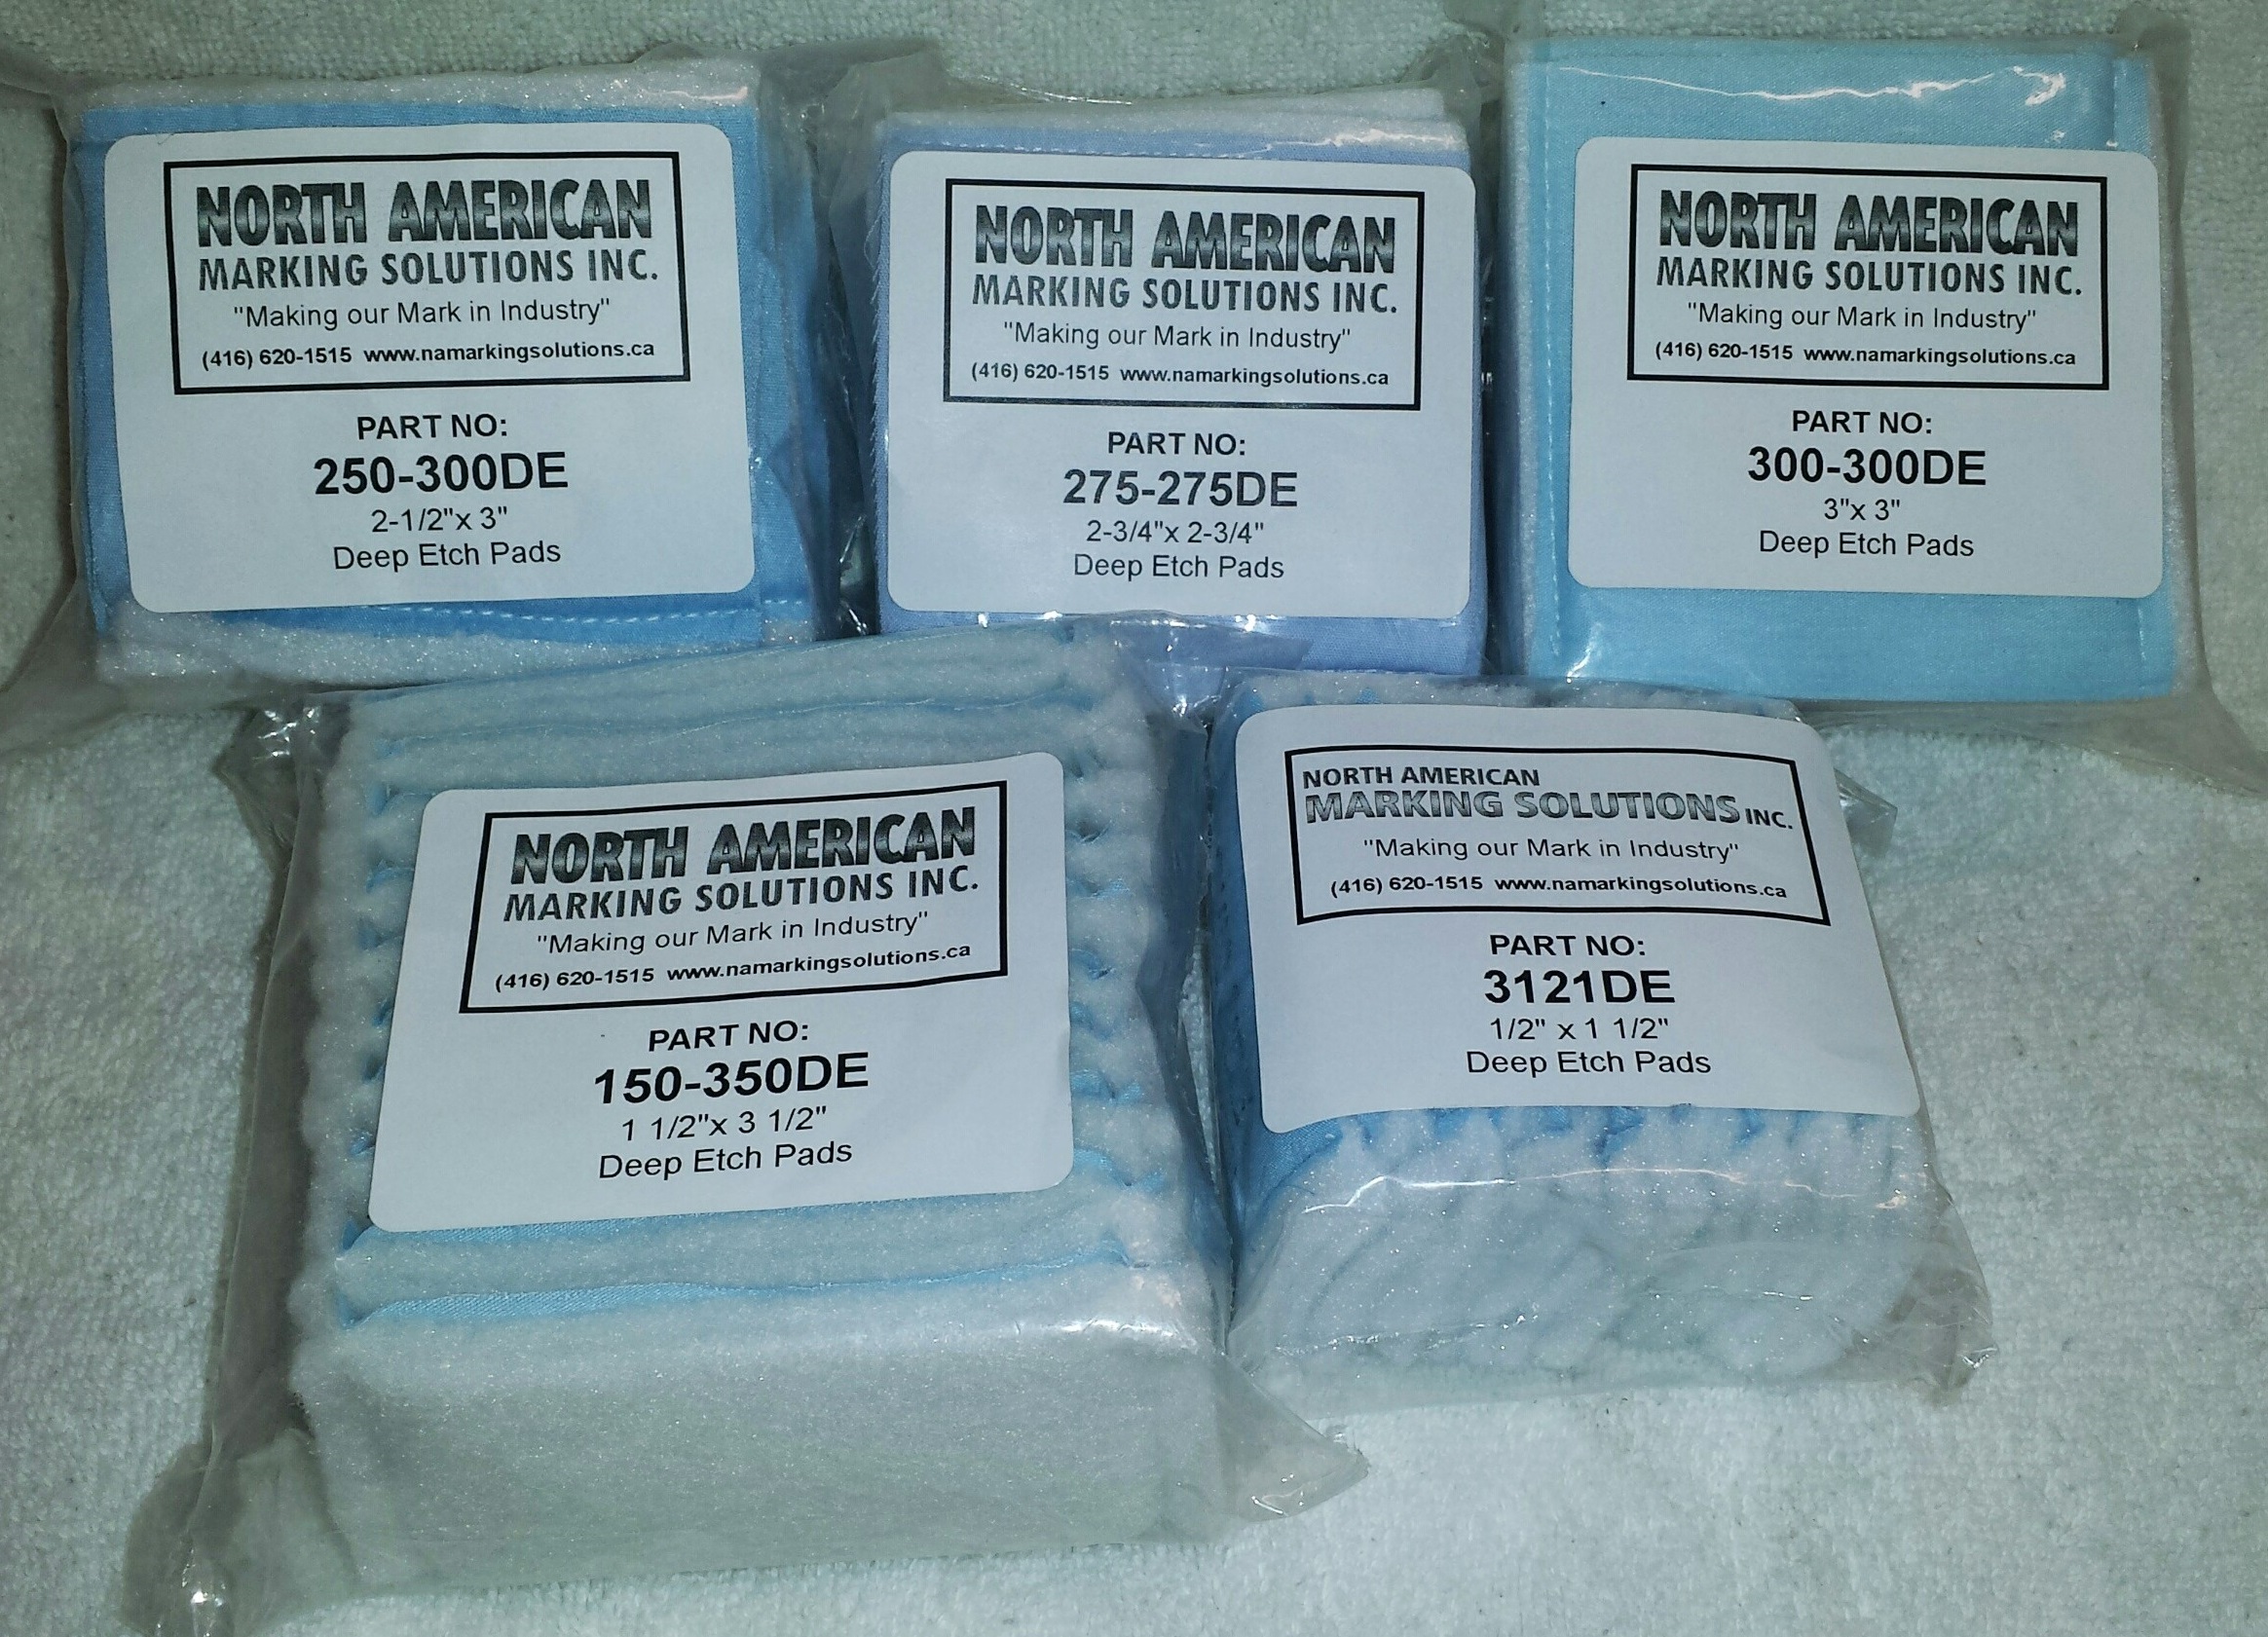 NORTH AMERICAN
MARKING SOLUTIONS INC.
"Making our Mark in Industry"
(416) 620-1515 www.namarkingsolutions.ca
PART NO:
250-300DE
2-1/2"x 3"
Deep Etch Pads
NORTH AMERICAN
MARKING SOLUTIONS INC.
"Making our Mark in Industry"
(416) 620-1515 www.namarkingsolutions.ca
PART NO:
275-275DE
2-3/4"x 2-3/4"
Deep Etch Pads
NORTH AMERICAN
MARKING SOLUTIONS INC.
"Making our Mark in Industry"
(416) 620-1515 www.namarkingsolutions.ca
PART NO:
300-300DE
3"x 3"
Deep Etch Pads
NORTH AMERICAN
MARKING SOLUTIONS INC.
"Making our Mark in Industry"
(416) 620-1515 www.namarkingsolutions.ca
PART NO:
150-350DE
1 1/2"x 3 1/2"
Deep Etch Pads
NORTH AMERICAN
MARKING SOLUTIONS INC.
"Making our Mark in Industry"
(416) 620-1515 www.namarkingsolutions.ca
PART NO:
3121DE
1/2" x 1 1/2"
Deep Etch Pads